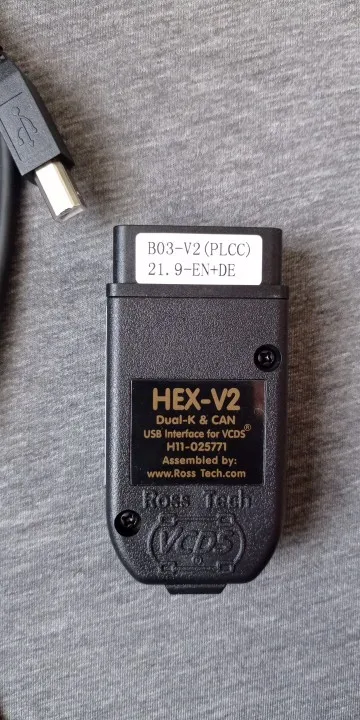 B03-V2(PLCC)
21.9-EN+DE
HEX-V2
Dual-K & CAN
USB Interface for VCDS®
H11-025771
Assembled by:
www.Ross Tech.com
Ross Tech
VCDS
®